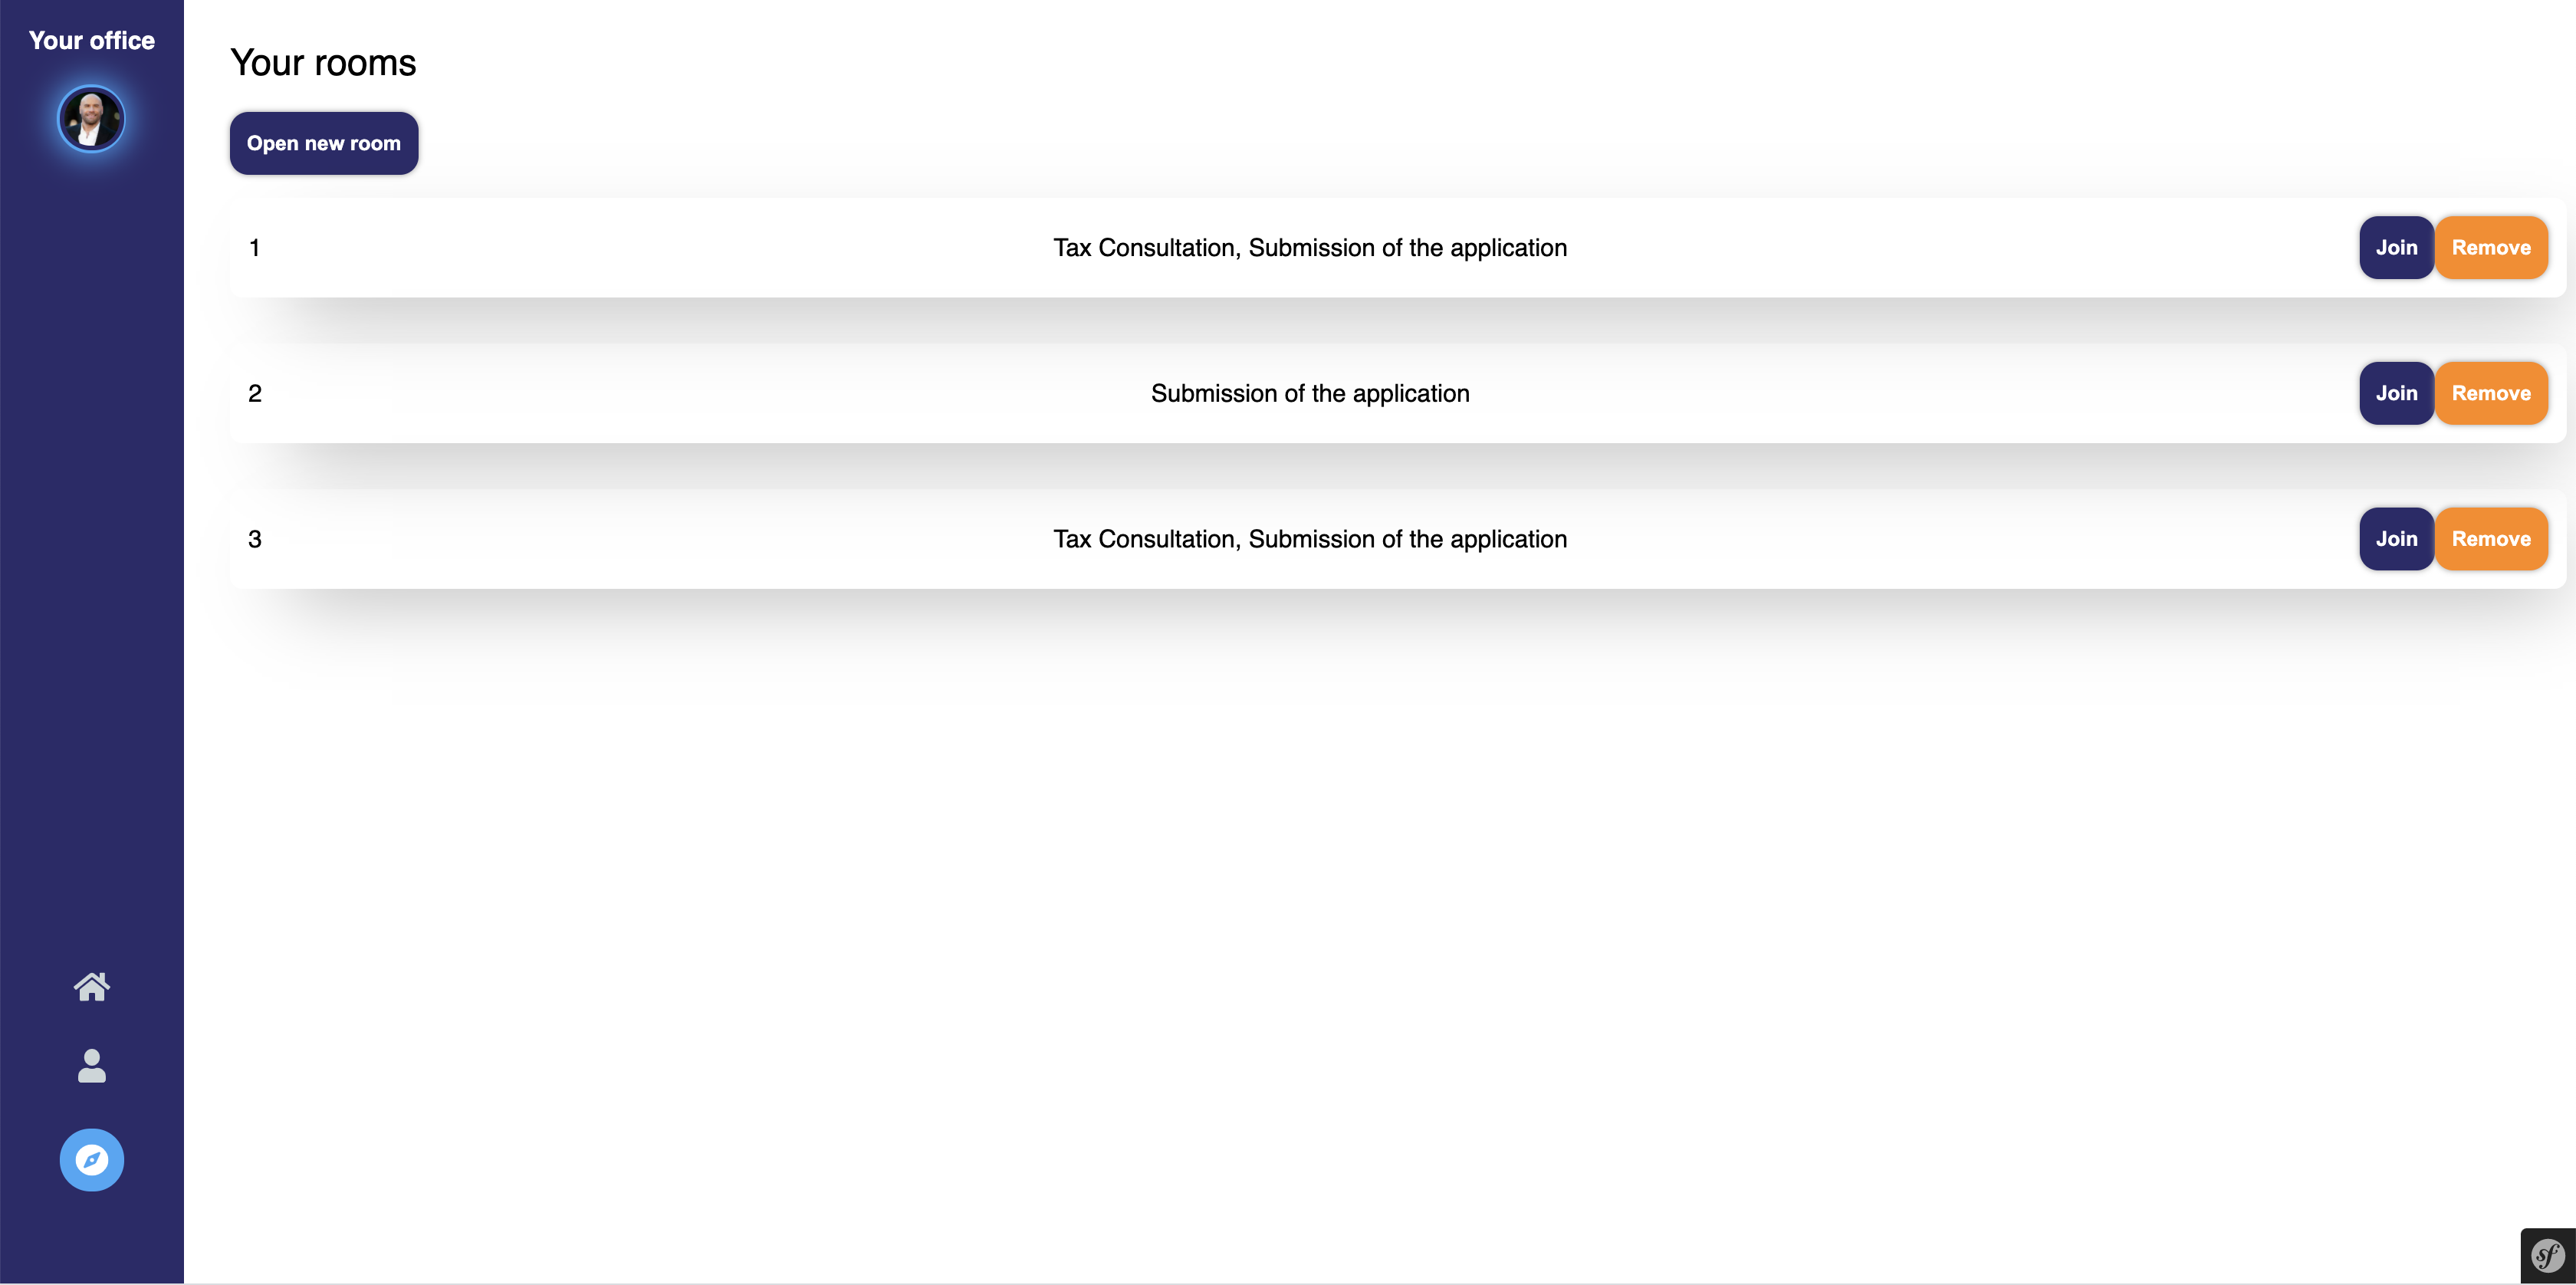 Your office
Your rooms
Open new room
1 Tax Consultation, Submission of the application Join Remove
2 Submission of the application Join Remove
3 Tax Consultation, Submission of the application Join Remove
sf